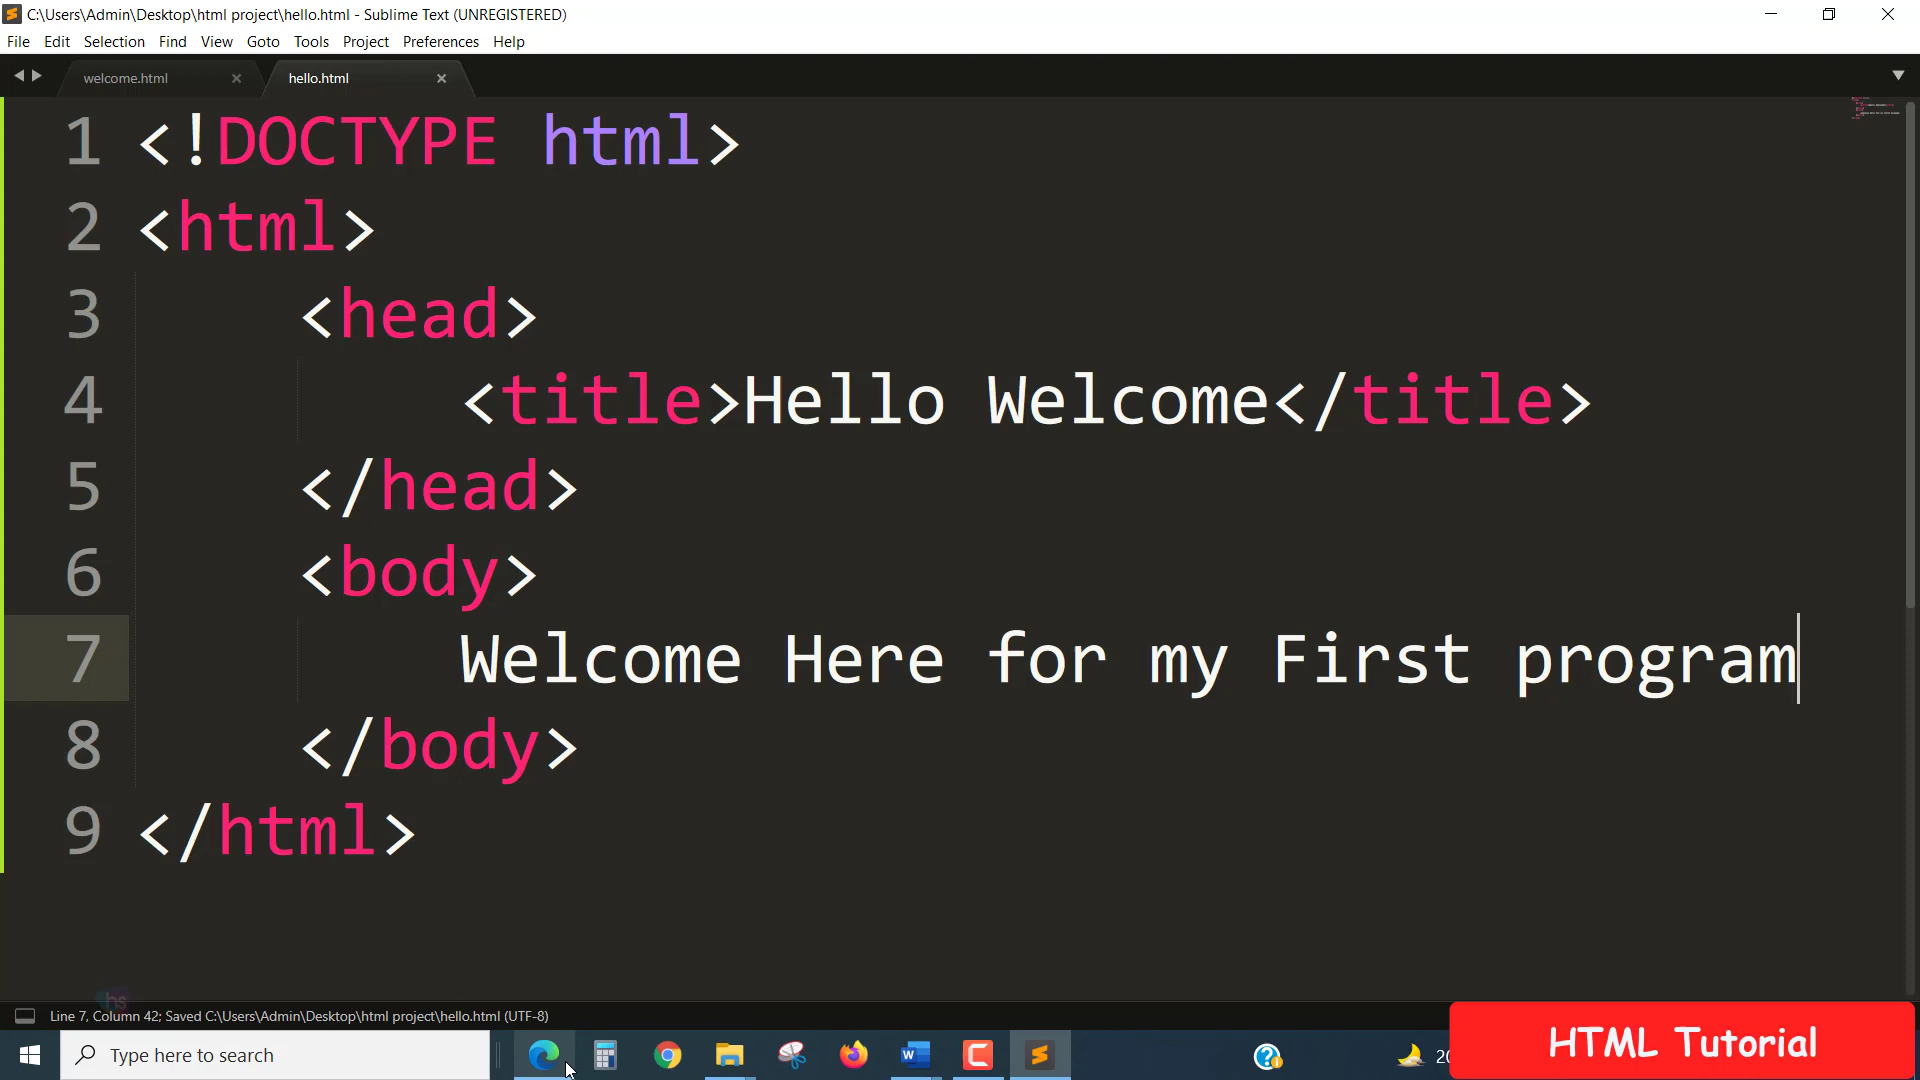 C:\Users\Admin\Desktop\html project\hello.html - Sublime Text (UNREGISTERED)
File Edit Selection Find View Goto Tools Project Preferences Help
welcome.html hello.html
1 <!DOCTYPE html>
2 <html>
3 <head>
4 <title>Hello Welcome</title>
5 </head>
6 <body>
7 Welcome Here for my First program
8 </body>
9 </html>
hs
Line 7, Column 42; Saved C:\Users\Admin\Desktop\html project\hello.html (UTF-8)
Type here to search
HTML Tutorial